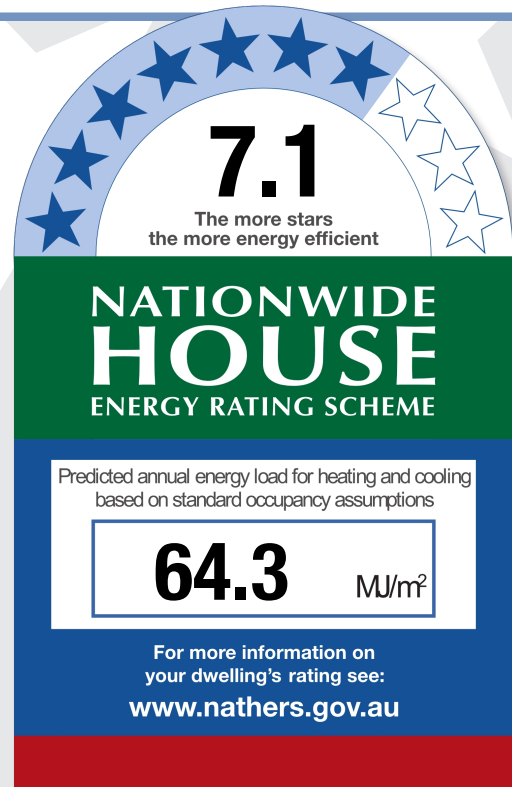 7.1
The more stars
the more energy efficient
NATIONWIDE
HOUSE
ENERGY RATING SCHEME
Predicted annual energy load for heating and cooling
based on standard occupancy assumptions
64.3 MJ/m²
For more information on
your dwelling's rating see:
www.nathers.gov.au